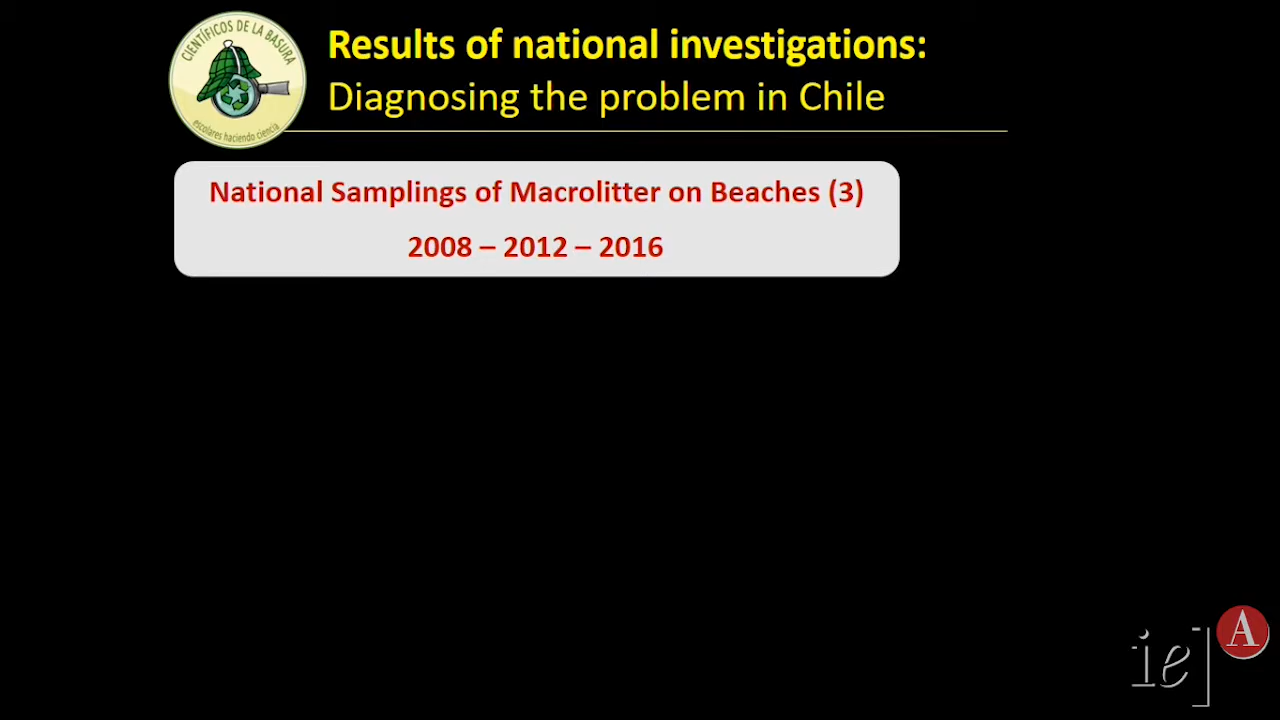 CIENTÍFICOS DE LA BASURA
escolares haciendo ciencia
Results of national investigations:
Diagnosing the problem in Chile
National Samplings of Macrolitter on Beaches (3)
2008 – 2012 – 2016
ie] A